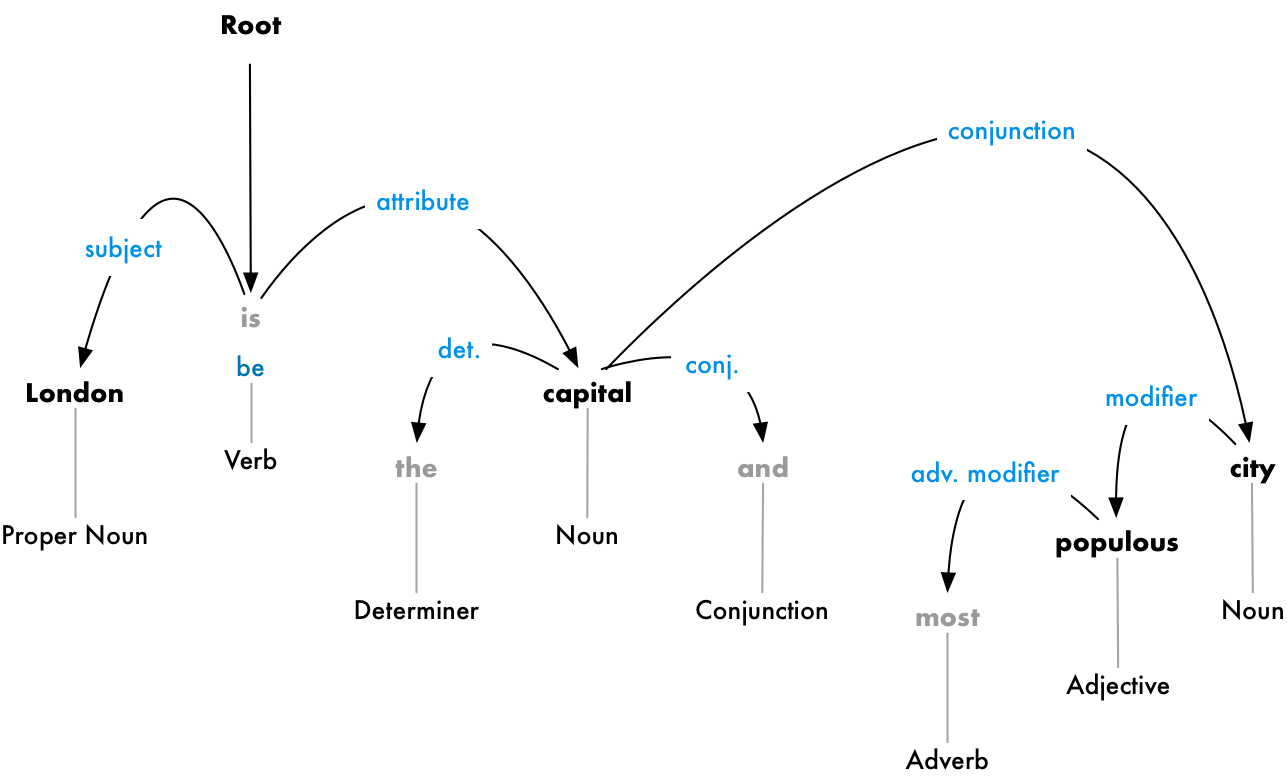 Root
conjunction
attribute
subject
is
det.
conj.
be
London
capital
modifier
Verb
the
and
adv. modifier
city
Proper Noun
Noun
populous
Determiner
Conjunction
most
Noun
Adjective
Adverb